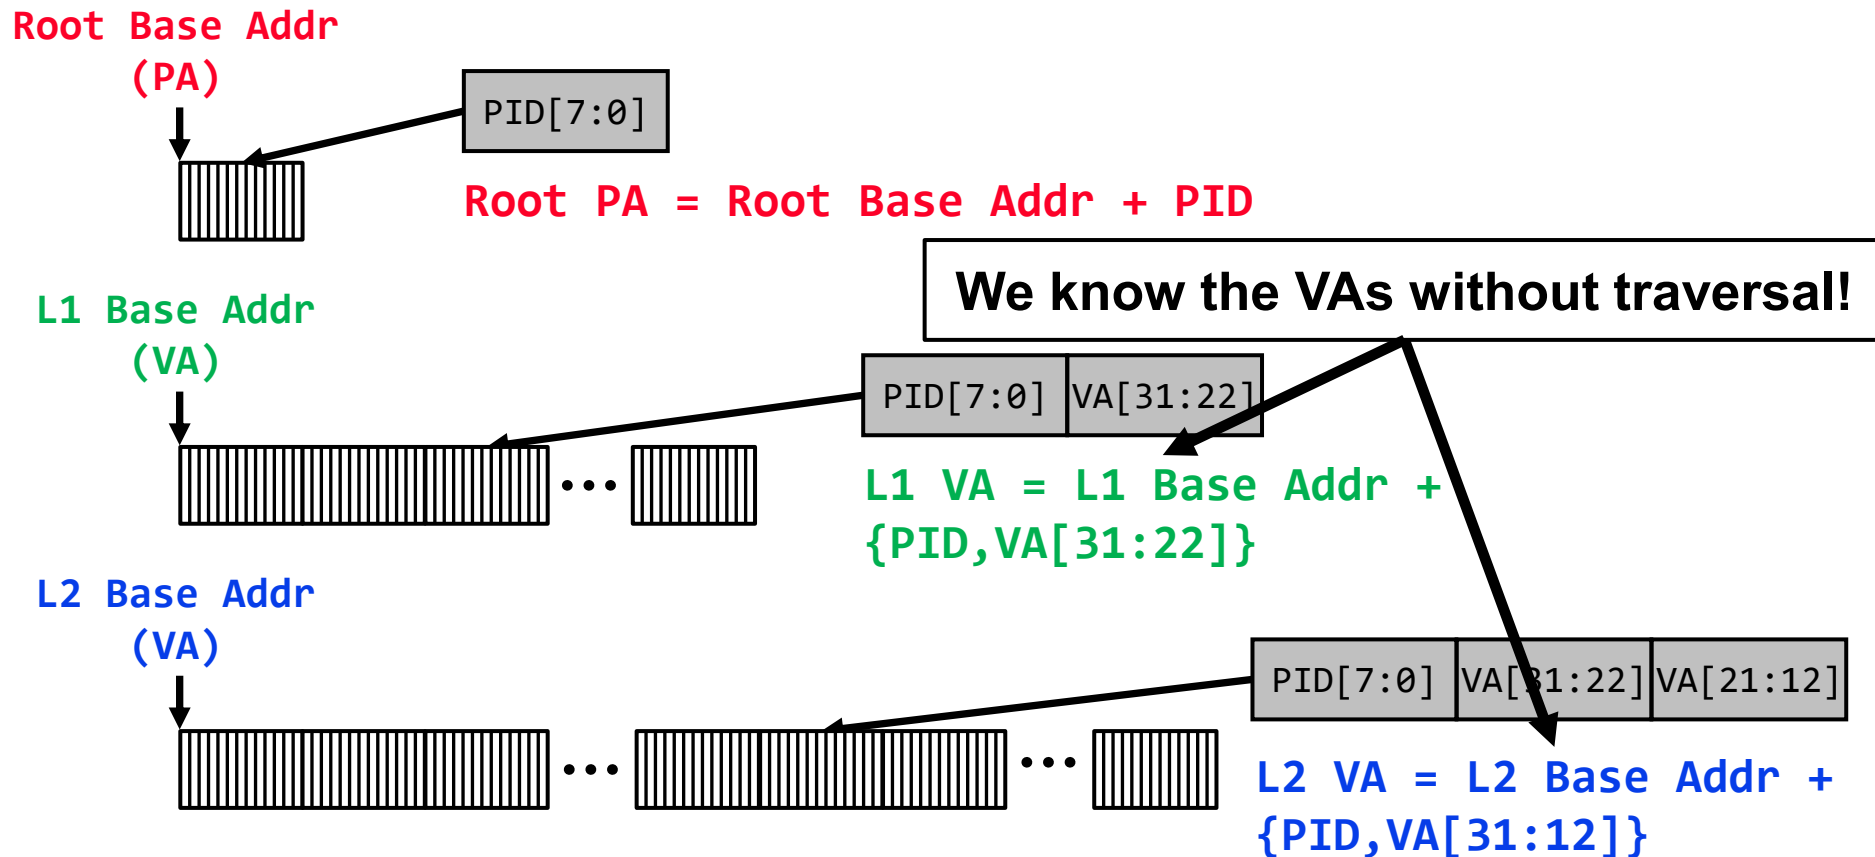 Root Base Addr
(PA)
PID[7:0]
Root PA = Root Base Addr + PID
We know the VAs without traversal!
L1 Base Addr
(VA)
PID[7:0] VA[31:22]
...
L1 VA = L1 Base Addr +
{PID,VA[31:22]}
L2 Base Addr
(VA)
PID[7:0] VA[31:22] VA[21:12]
... ...
L2 VA = L2 Base Addr +
{PID,VA[31:12]}